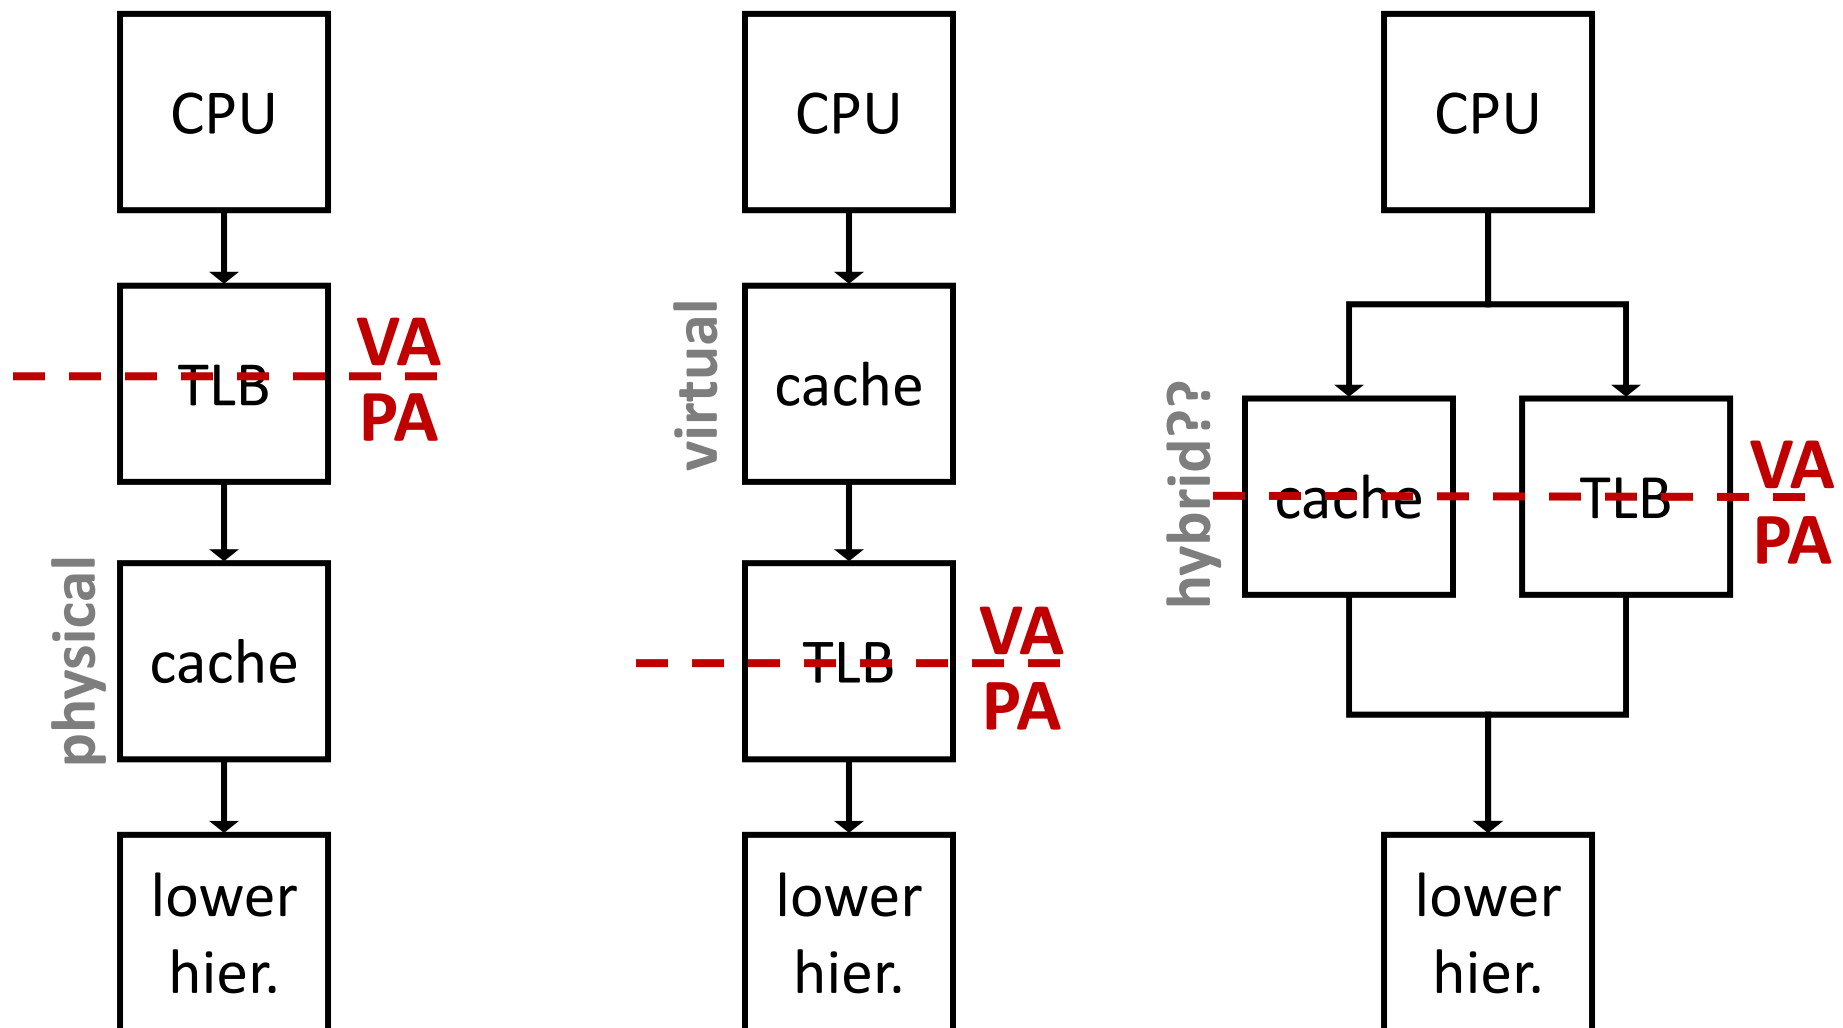 CPU
TLB
VA
PA
physical
cache
lower
hier.
CPU
virtual
cache
TLB
VA
PA
lower
hier.
CPU
hybrid??
cache
TLB
VA
PA
lower
hier.